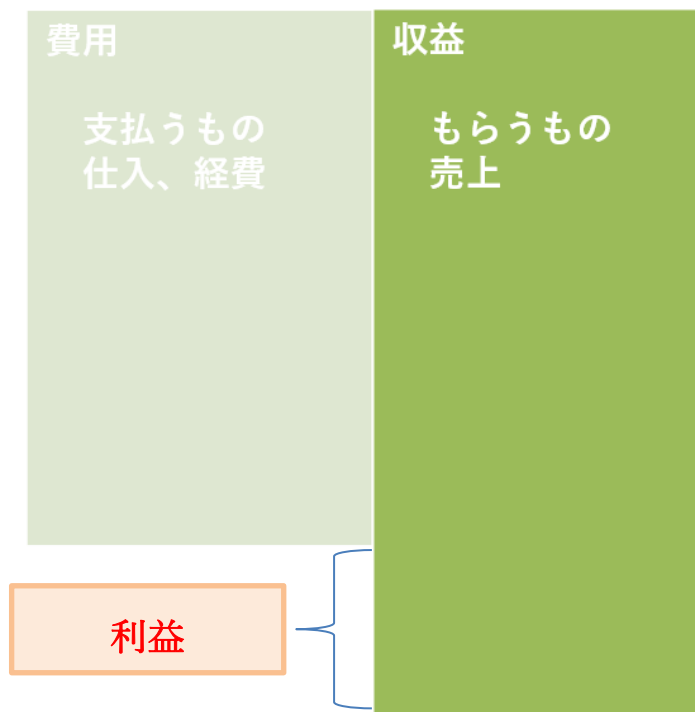 費用
支払うもの
仕入、経費
収益
もらうもの
売上
利益